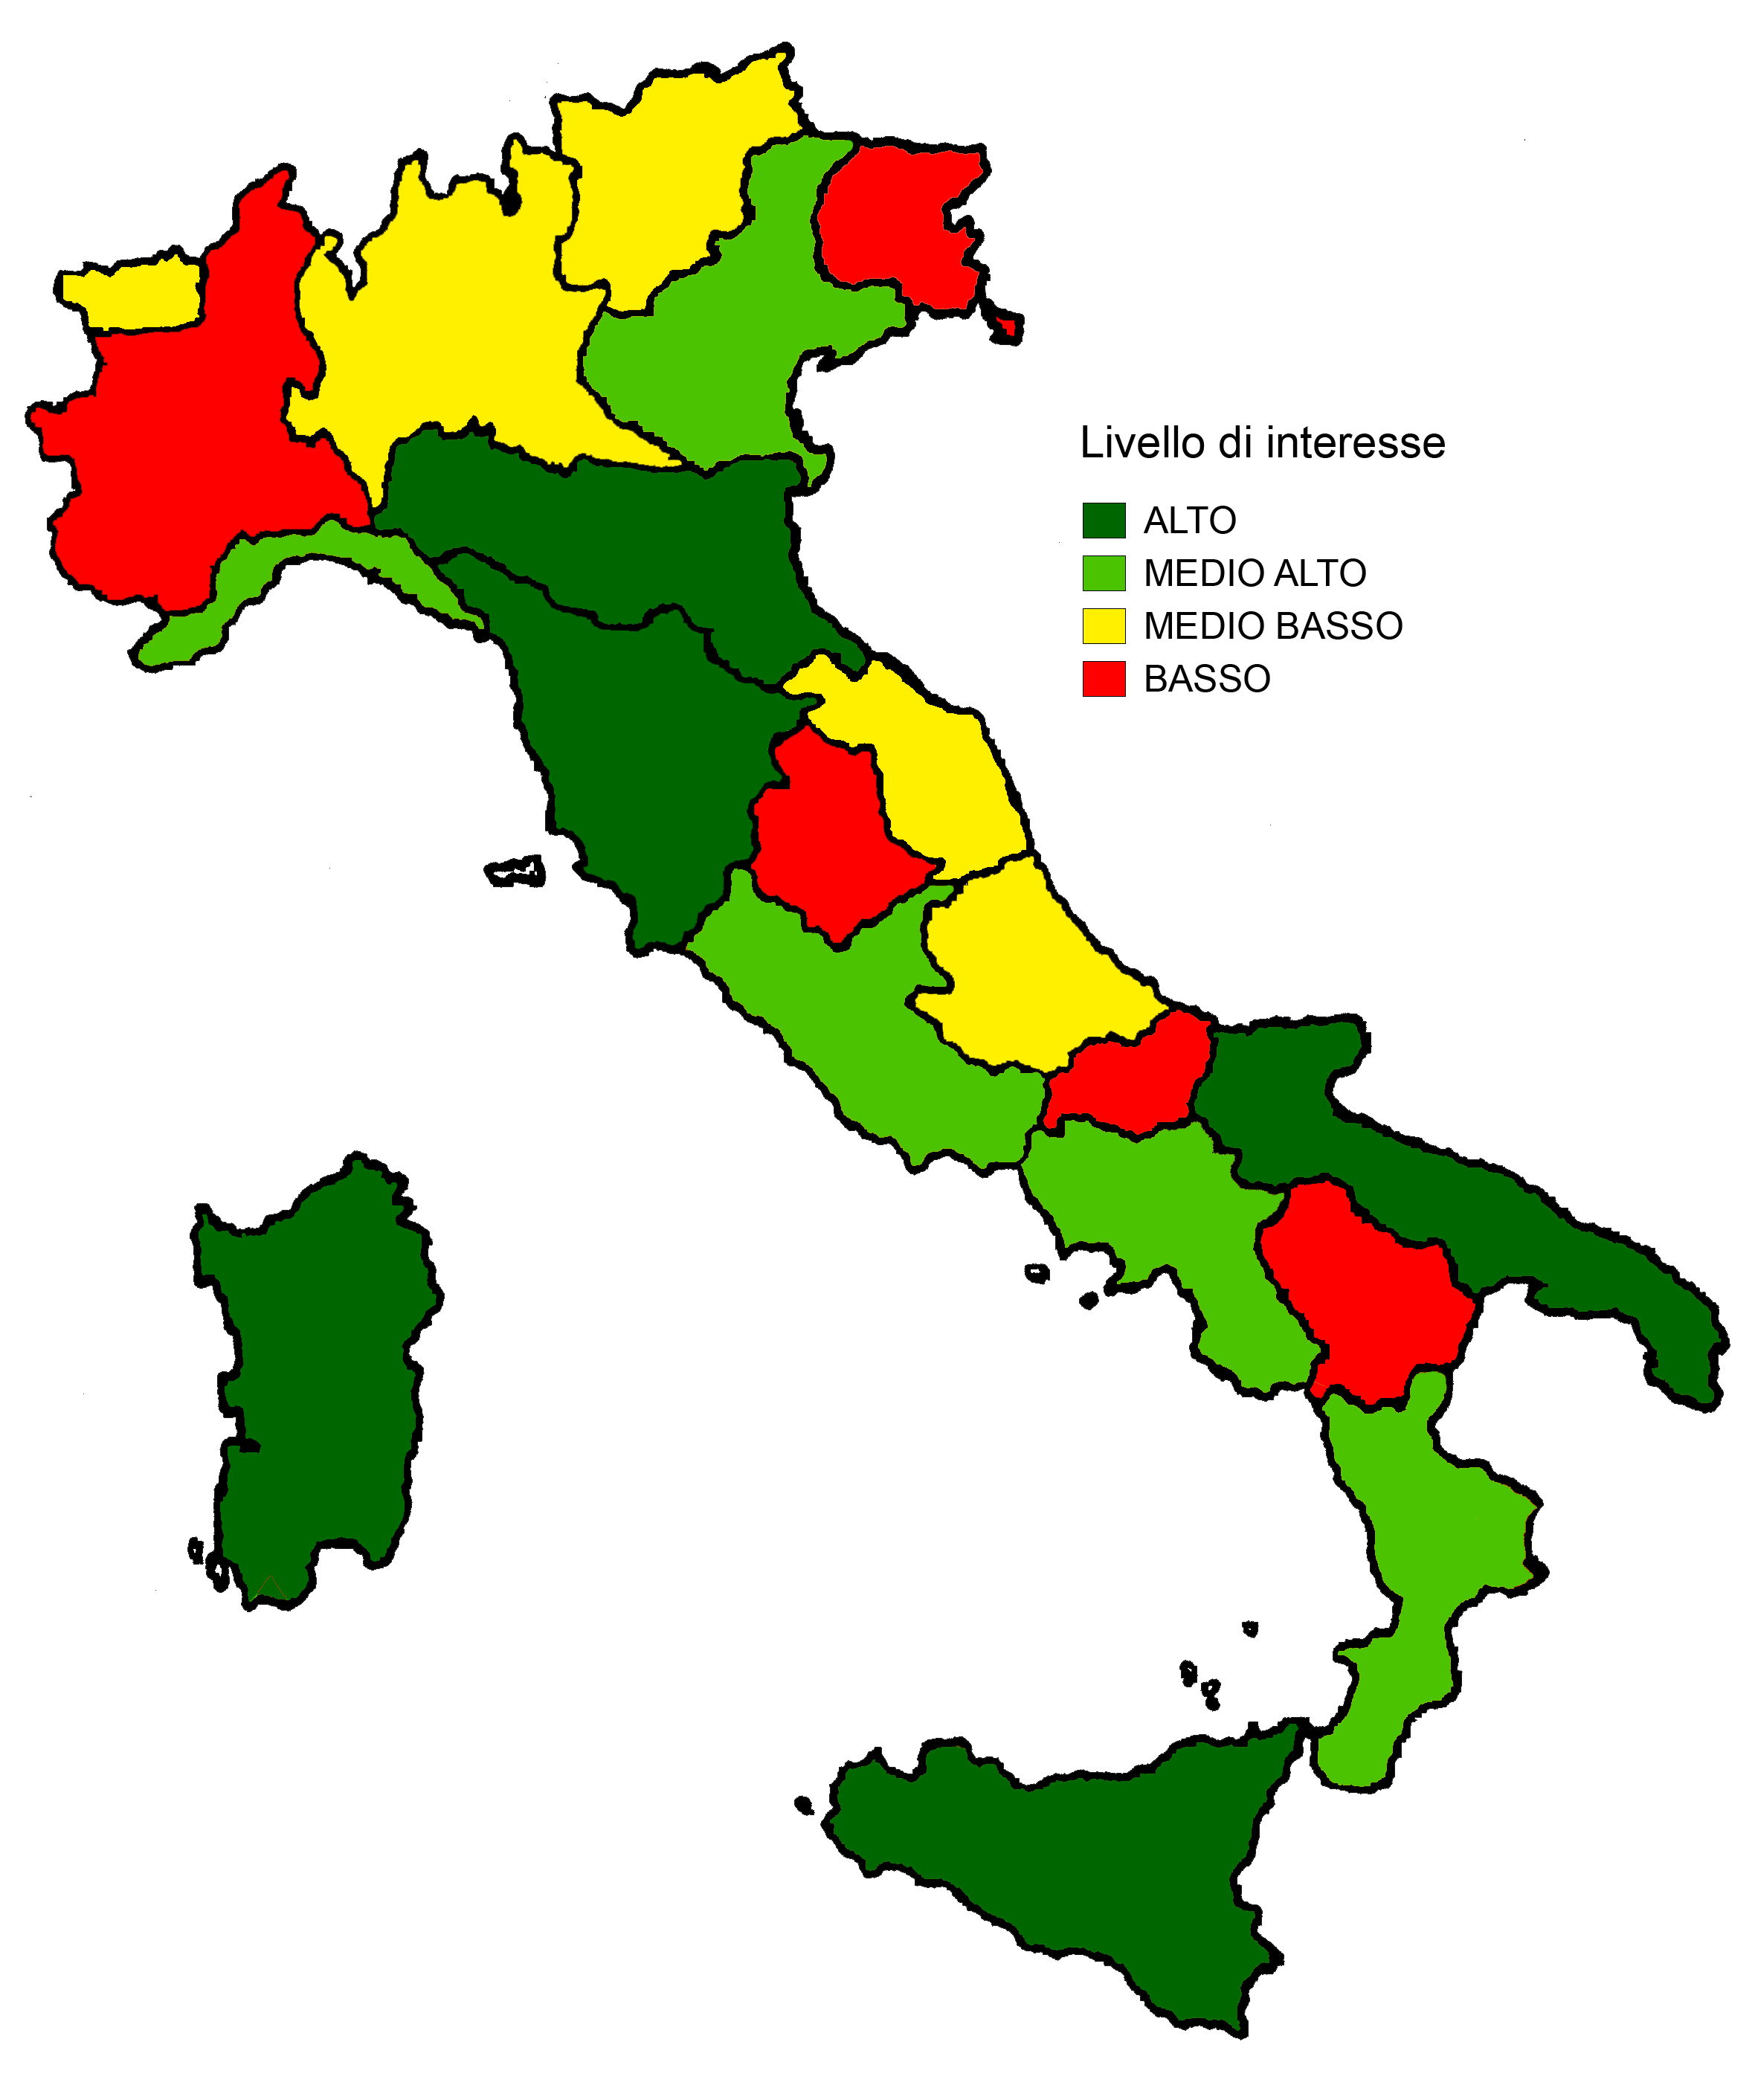 Livello di interesse
ALTO
MEDIO ALTO
MEDIO BASSO
BASSO